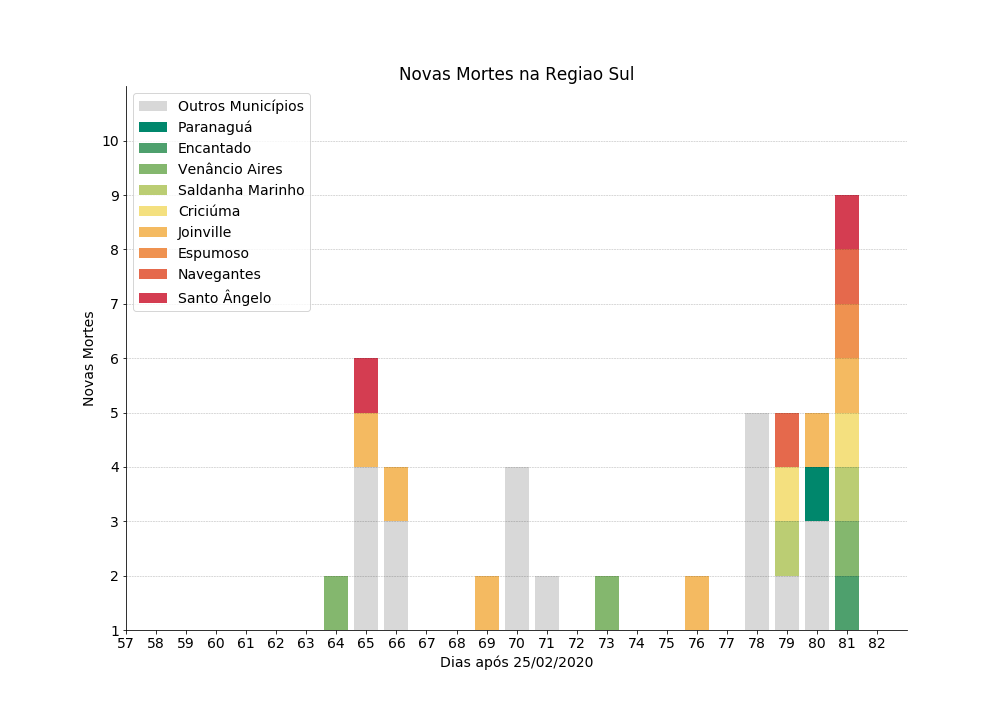 Novas Mortes na Regiao Sul
Outros Municípios
Paranaguá
Encantado
Venâncio Aires
Saldanha Marinho
Criciúma
Joinville
Espumoso
Navegantes
Santo Ângelo
Novas Mortes
10
9
8
7
6
5
4
3
2
1
57 58 59 60 61 62 63 64 65 66 67 68 69 70 71 72 73 74 75 76 77 78 79 80 81 82
Dias após 25/02/2020